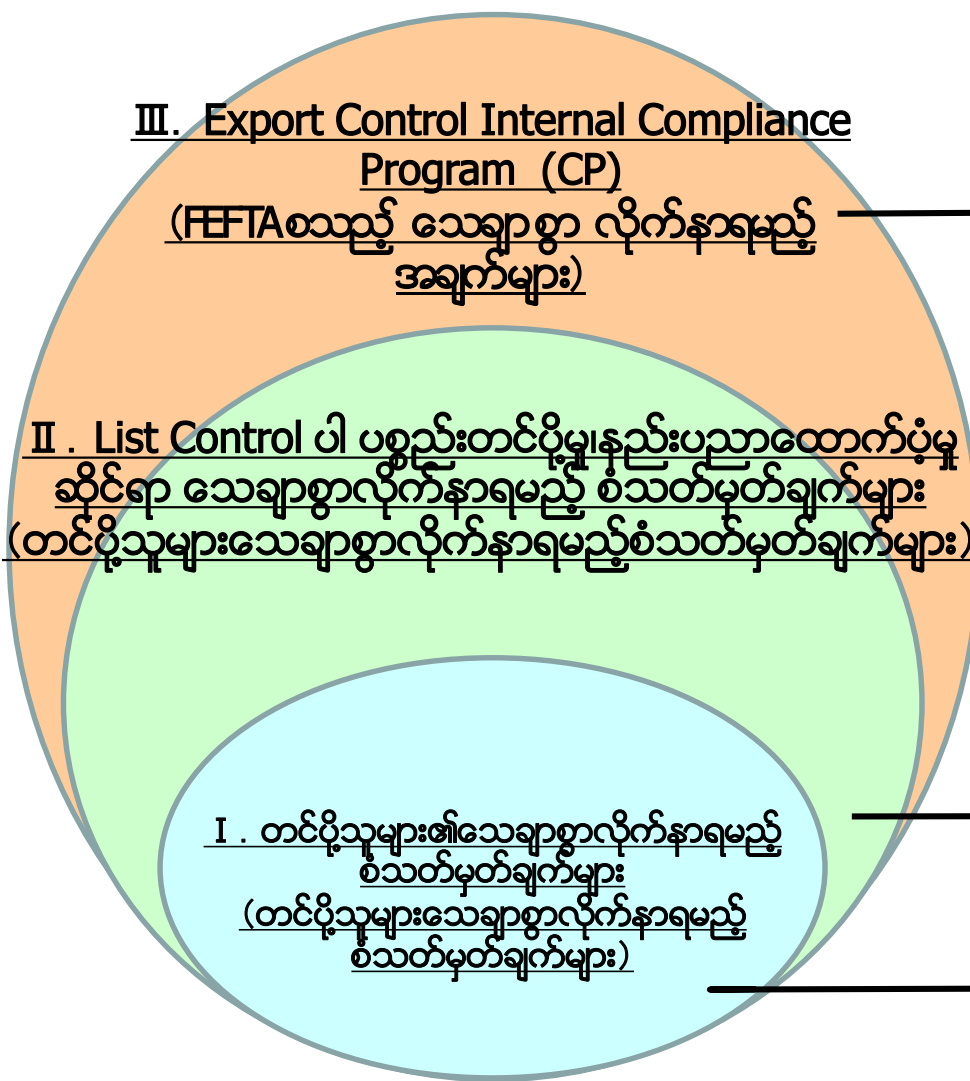 Ⅲ. Export Control Internal Compliance
Program (CP)
(FEFTAစသည့် သေချာစွာ လိုက်နာရမည့်
အချက်များ)
Ⅱ. List Control ပါ ပစ္စည်းတင်ပို့မှု၊နည်းပညာထောက်ပံ့မှု
ဆိုင်ရာ သေချာစွာလိုက်နာရမည့် စံသတ်မှတ်ချက်များ
(တင်ပို့သူများသေချာစွာလိုက်နာရမည့်စံသတ်မှတ်ချက်များ)
Ⅰ. တင်ပို့သူများ၏သေချာစွာလိုက်နာရမည့်
စံသတ်မှတ်ချက်များ
(တင်ပို့သူများသေချာစွာလိုက်နာရမည့်
စံသတ်မှတ်ချက်များ)